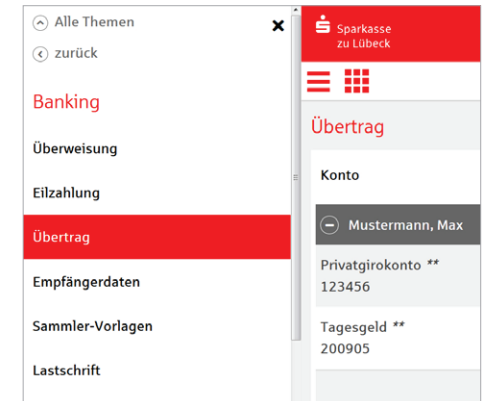 Alle Themen
zurück
Banking
Überweisung
Eilzahlung
Übertrag
Empfängerdaten
Sammler-Vorlagen
Lastschrift
Sparkasse
zu Lübeck
Übertrag
Konto
Mustermann, Max
Privatgirokonto **
123456
Tagesgeld **
200905